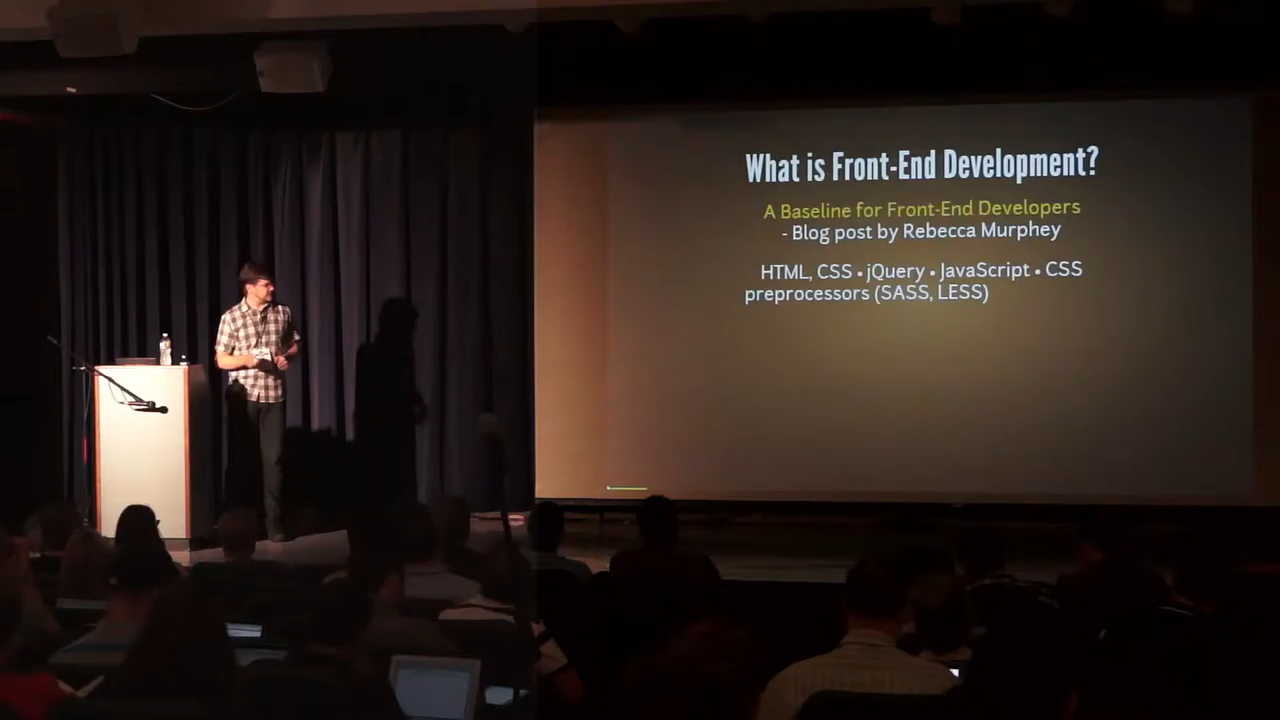 What is Front-End Development?
A Baseline for Front-End Developers
- Blog post by Rebecca Murphey
HTML, CSS • jQuery • JavaScript • CSS
preprocessors (SASS, LESS)